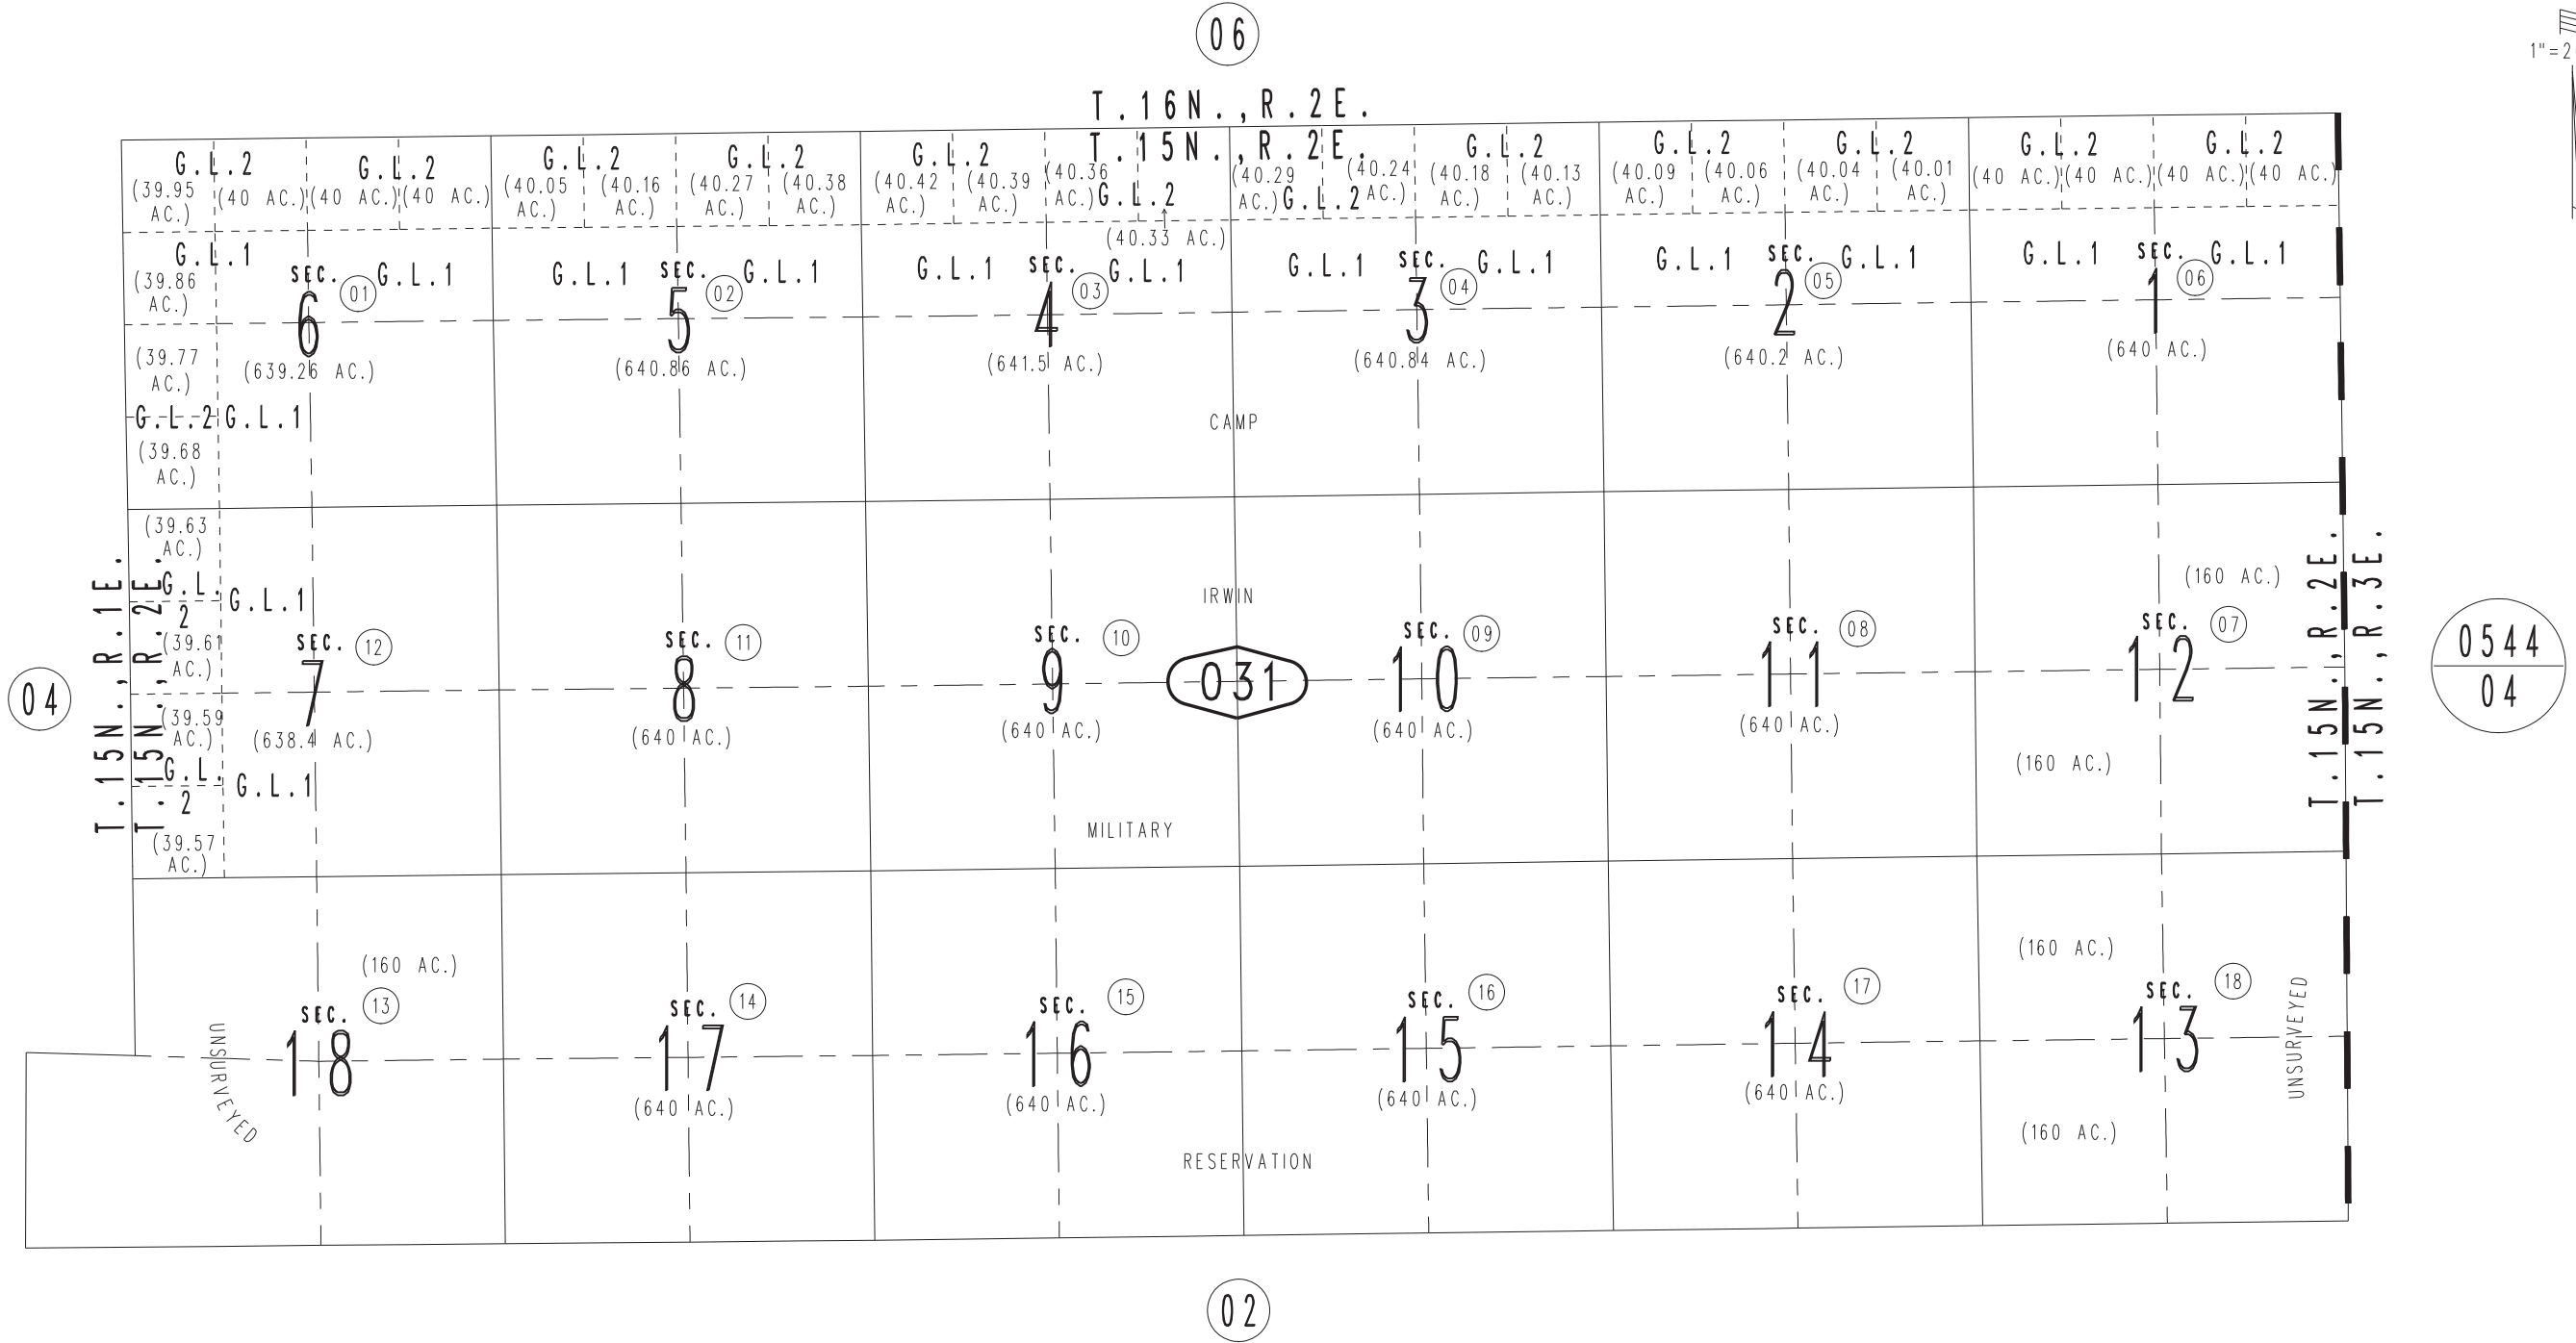 06
1"=2
T.16N.,R.2E.
T.15N.,R.2E.
G.L.2 G.L.2 G.L.2 G.L.2 G.L.2 G.L.2 G.L.2 G.L.2 G.L.2 G.L.2 G.L.2 G.L.2
(39.95 AC.) (40 AC.) (40 AC.) (40 AC.) (40.05 AC.) (40.16 AC.) (40.27 AC.) (40.38 AC.) (40.42 AC.) (40.39 AC.) (40.36 AC.) (40.29 AC.) (40.24 AC.) (40.18 AC.) (40.13 AC.) (40.09 AC.) (40.06 AC.) (40.04 AC.) (40.01 AC.) (40 AC.) (40 AC.) (40 AC.) (40 AC.)
(40.33 AC.)
G.L.1 G.L.1 G.L.1 G.L.1 G.L.1 G.L.1 G.L.1 G.L.1 G.L.1 G.L.1 G.L.1 G.L.1
(39.86 AC.)
SEC. 6 01
SEC. 5 02
SEC. 4 03
SEC. 3 04
SEC. 2 05
SEC. 1 06
(39.77 AC.)
(639.26 AC.) (640.86 AC.) (641.5 AC.) (640.84 AC.) (640.2 AC.) (640 AC.)
G.L.2 G.L.1
(39.68 AC.)
CAMP
(39.63 AC.)
G.L. 2
G.L.1
IRWIN
(160 AC.)
(39.61 AC.)
T.15N.,R.1E.
T.15N.,R.2E.
SEC. 7 12
SEC. 8 11
SEC. 9 10
031
SEC. 10 09
SEC. 11 08
SEC. 12 07
T.15N.,R.2E.
T.15N.,R.3E.
0544
04
04
(39.59 AC.)
(638.4 AC.) (640 AC.) (640 AC.) (640 AC.) (640 AC.) (160 AC.)
G.L. 2
G.L.1
(39.57 AC.)
MILITARY
(160 AC.) (160 AC.)
SEC. 18 13
SEC. 17 14
SEC. 16 15
SEC. 15 16
SEC. 14 17
SEC. 13 18
UNSURVEYED
UNSURVEYED
(640 AC.) (640 AC.) (640 AC.) (640 AC.) (160 AC.)
RESERVATION
02